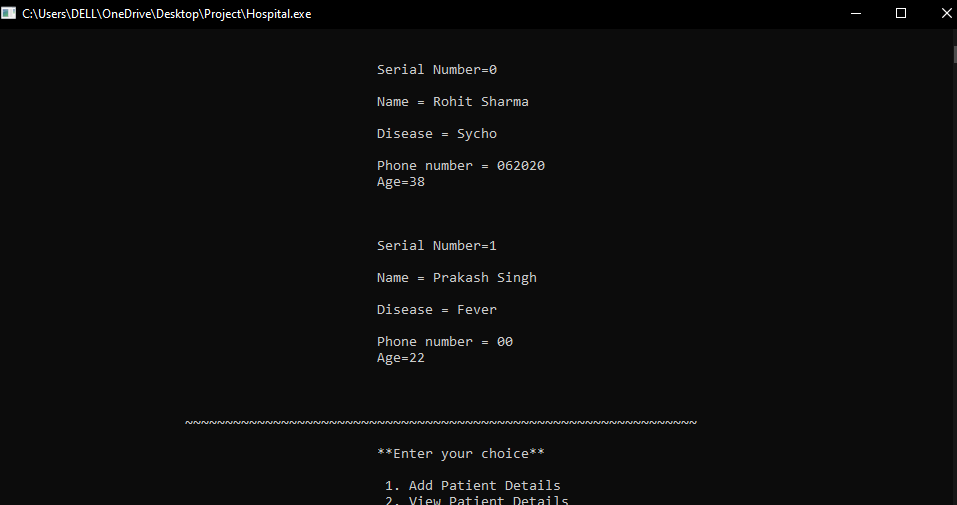 C:\Users\DELL\OneDrive\Desktop\Project\Hospital.exe
Serial Number=0
Name = Rohit Sharma
Disease = Sycho
Phone number = 062020
Age=38
Serial Number=1
Name = Prakash Singh
Disease = Fever
Phone number = 00
Age=22
~~~~~~~~~~~~~~~~~~~~~~~~~~~~~~~~~~~~~~~~~~~~~~~~~~~~~~~~~~~~~~~~
**Enter your choice**
1. Add Patient Details
2. View Patient Details